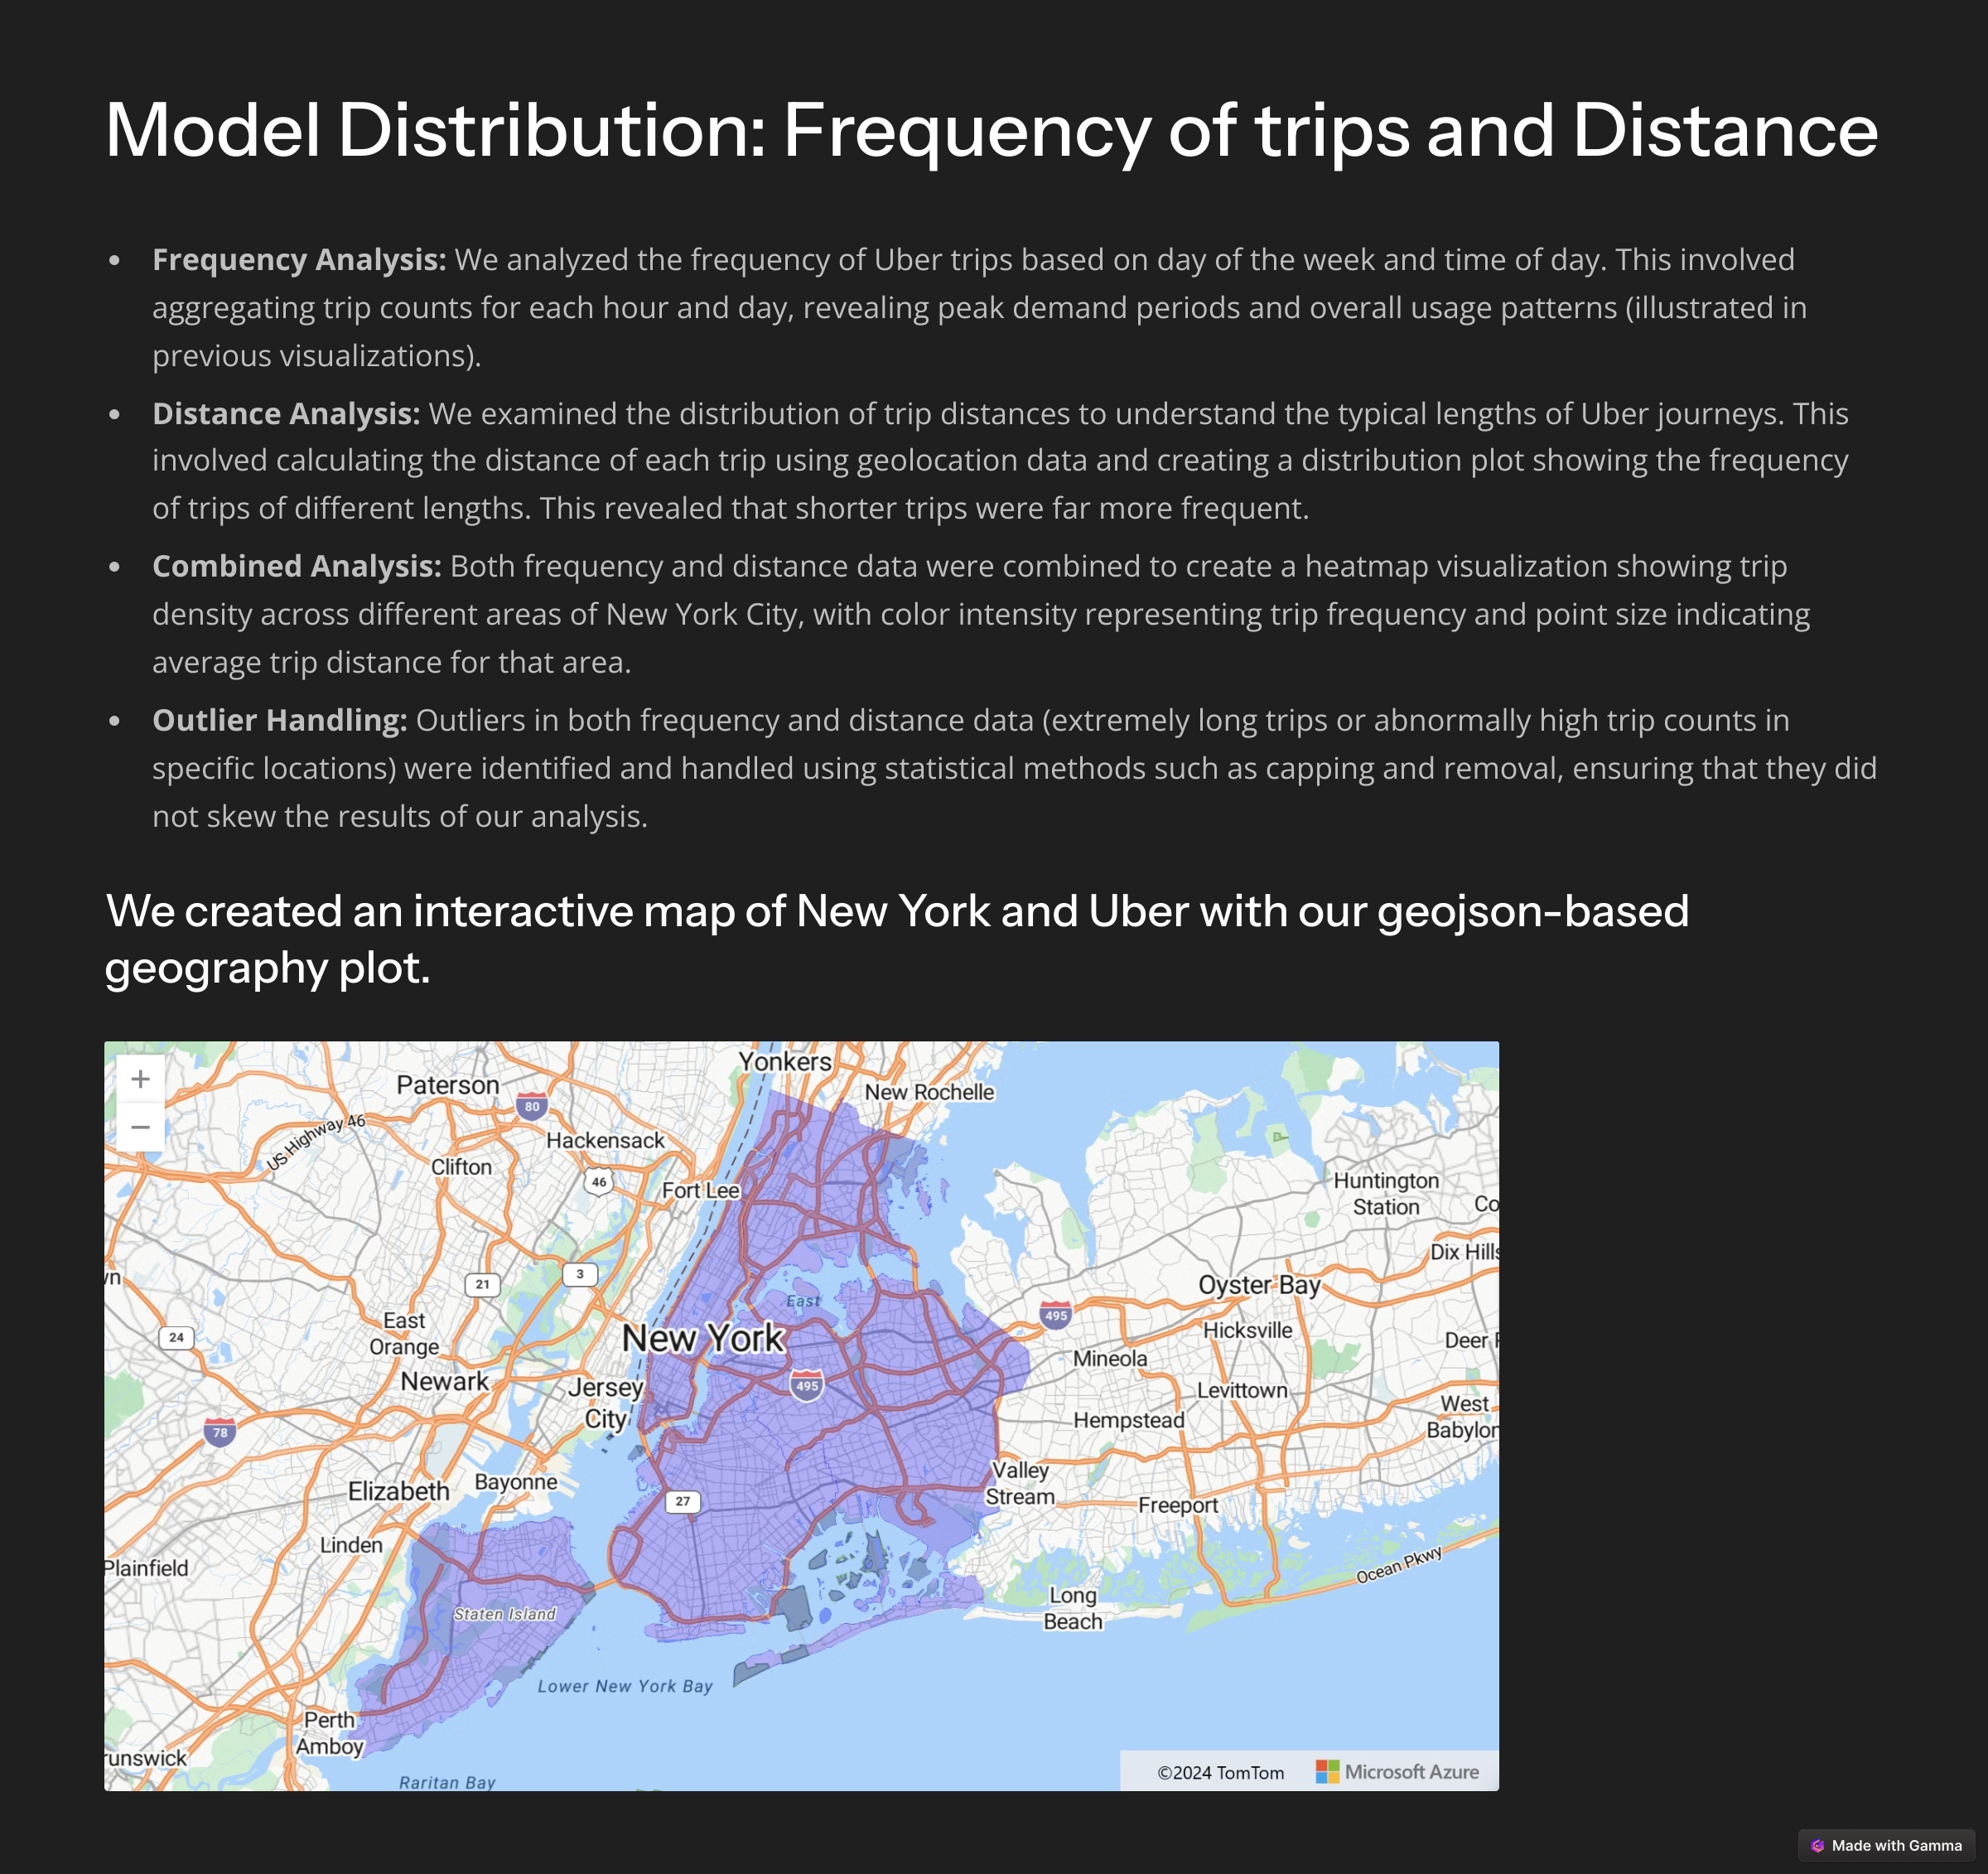 Model Distribution: Frequency of trips and Distance
• Frequency Analysis: We analyzed the frequency of Uber trips based on day of the week and time of day. This involved
aggregating trip counts for each hour and day, revealing peak demand periods and overall usage patterns (illustrated in
previous visualizations).
• Distance Analysis: We examined the distribution of trip distances to understand the typical lengths of Uber journeys. This
involved calculating the distance of each trip using geolocation data and creating a distribution plot showing the frequency
of trips of different lengths. This revealed that shorter trips were far more frequent.
• Combined Analysis: Both frequency and distance data were combined to create a heatmap visualization showing trip
density across different areas of New York City, with color intensity representing trip frequency and point size indicating
average trip distance for that area.
• Outlier Handling: Outliers in both frequency and distance data (extremely long trips or abnormally high trip counts in
specific locations) were identified and handled using statistical methods such as capping and removal, ensuring that they did
not skew the results of our analysis.
We created an interactive map of New York and Uber with our geojson-based
geography plot.
+
−
Yonkers
Paterson
New Rochelle
80
US Highway 46
Hackensack
Clifton
46
Fort Lee
Huntington
Station
Co
Dix Hills
wn
21
3
Oyster Bay
East
495
East
Orange
24
New York
Hicksville
Deer P
Mineola
Newark
495
Jersey
City
Levittown
West
Babylon
Hempstead
78
Valley
Stream
Elizabeth
Bayonne
27
Freeport
Linden
Plainfield
Ocean Pkwy
Long
Beach
Staten Island
Lower New York Bay
Perth
Amboy
runswick
Raritan Bay
©2024 TomTom
Microsoft Azure
Made with Gamma